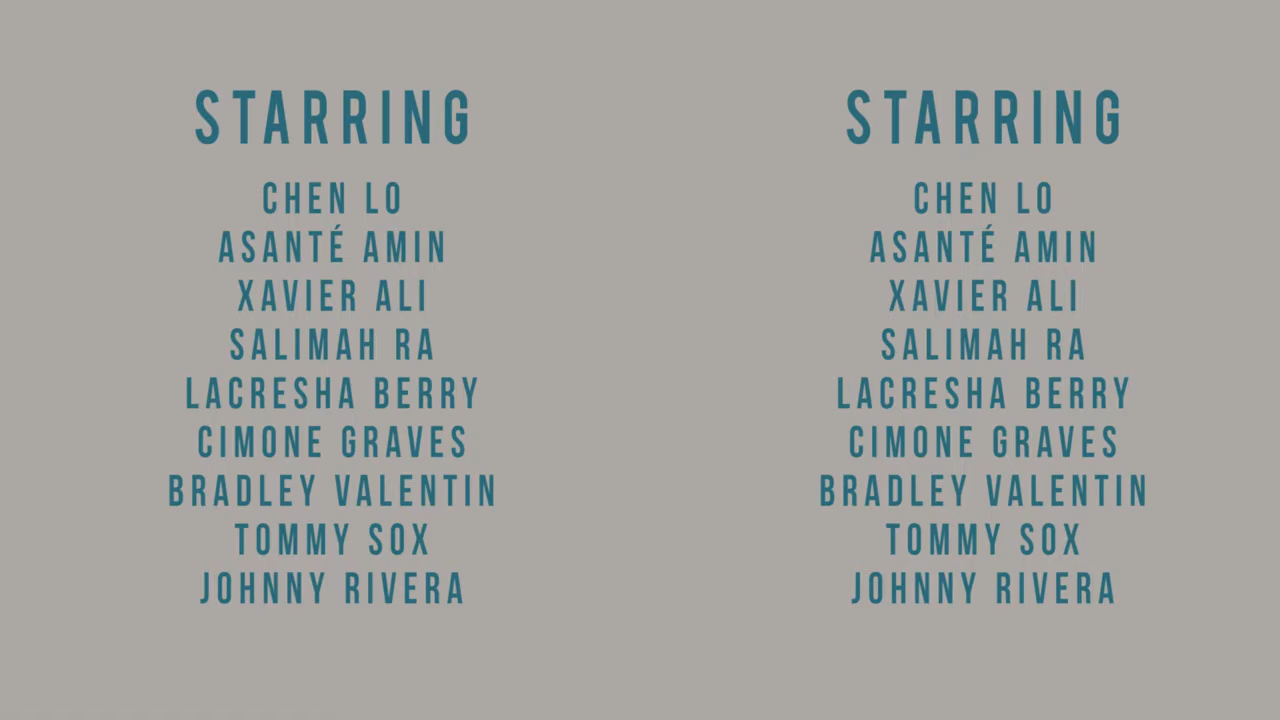 STARRING
CHEN LO
ASANTÉ AMIN
XAVIER ALI
SALIMAH RA
LACRESHA BERRY
CIMONE GRAVES
BRADLEY VALENTIN
TOMMY SOX
JOHNNY RIVERA
STARRING
CHEN LO
ASANTÉ AMIN
XAVIER ALI
SALIMAH RA
LACRESHA BERRY
CIMONE GRAVES
BRADLEY VALENTIN
TOMMY SOX
JOHNNY RIVERA